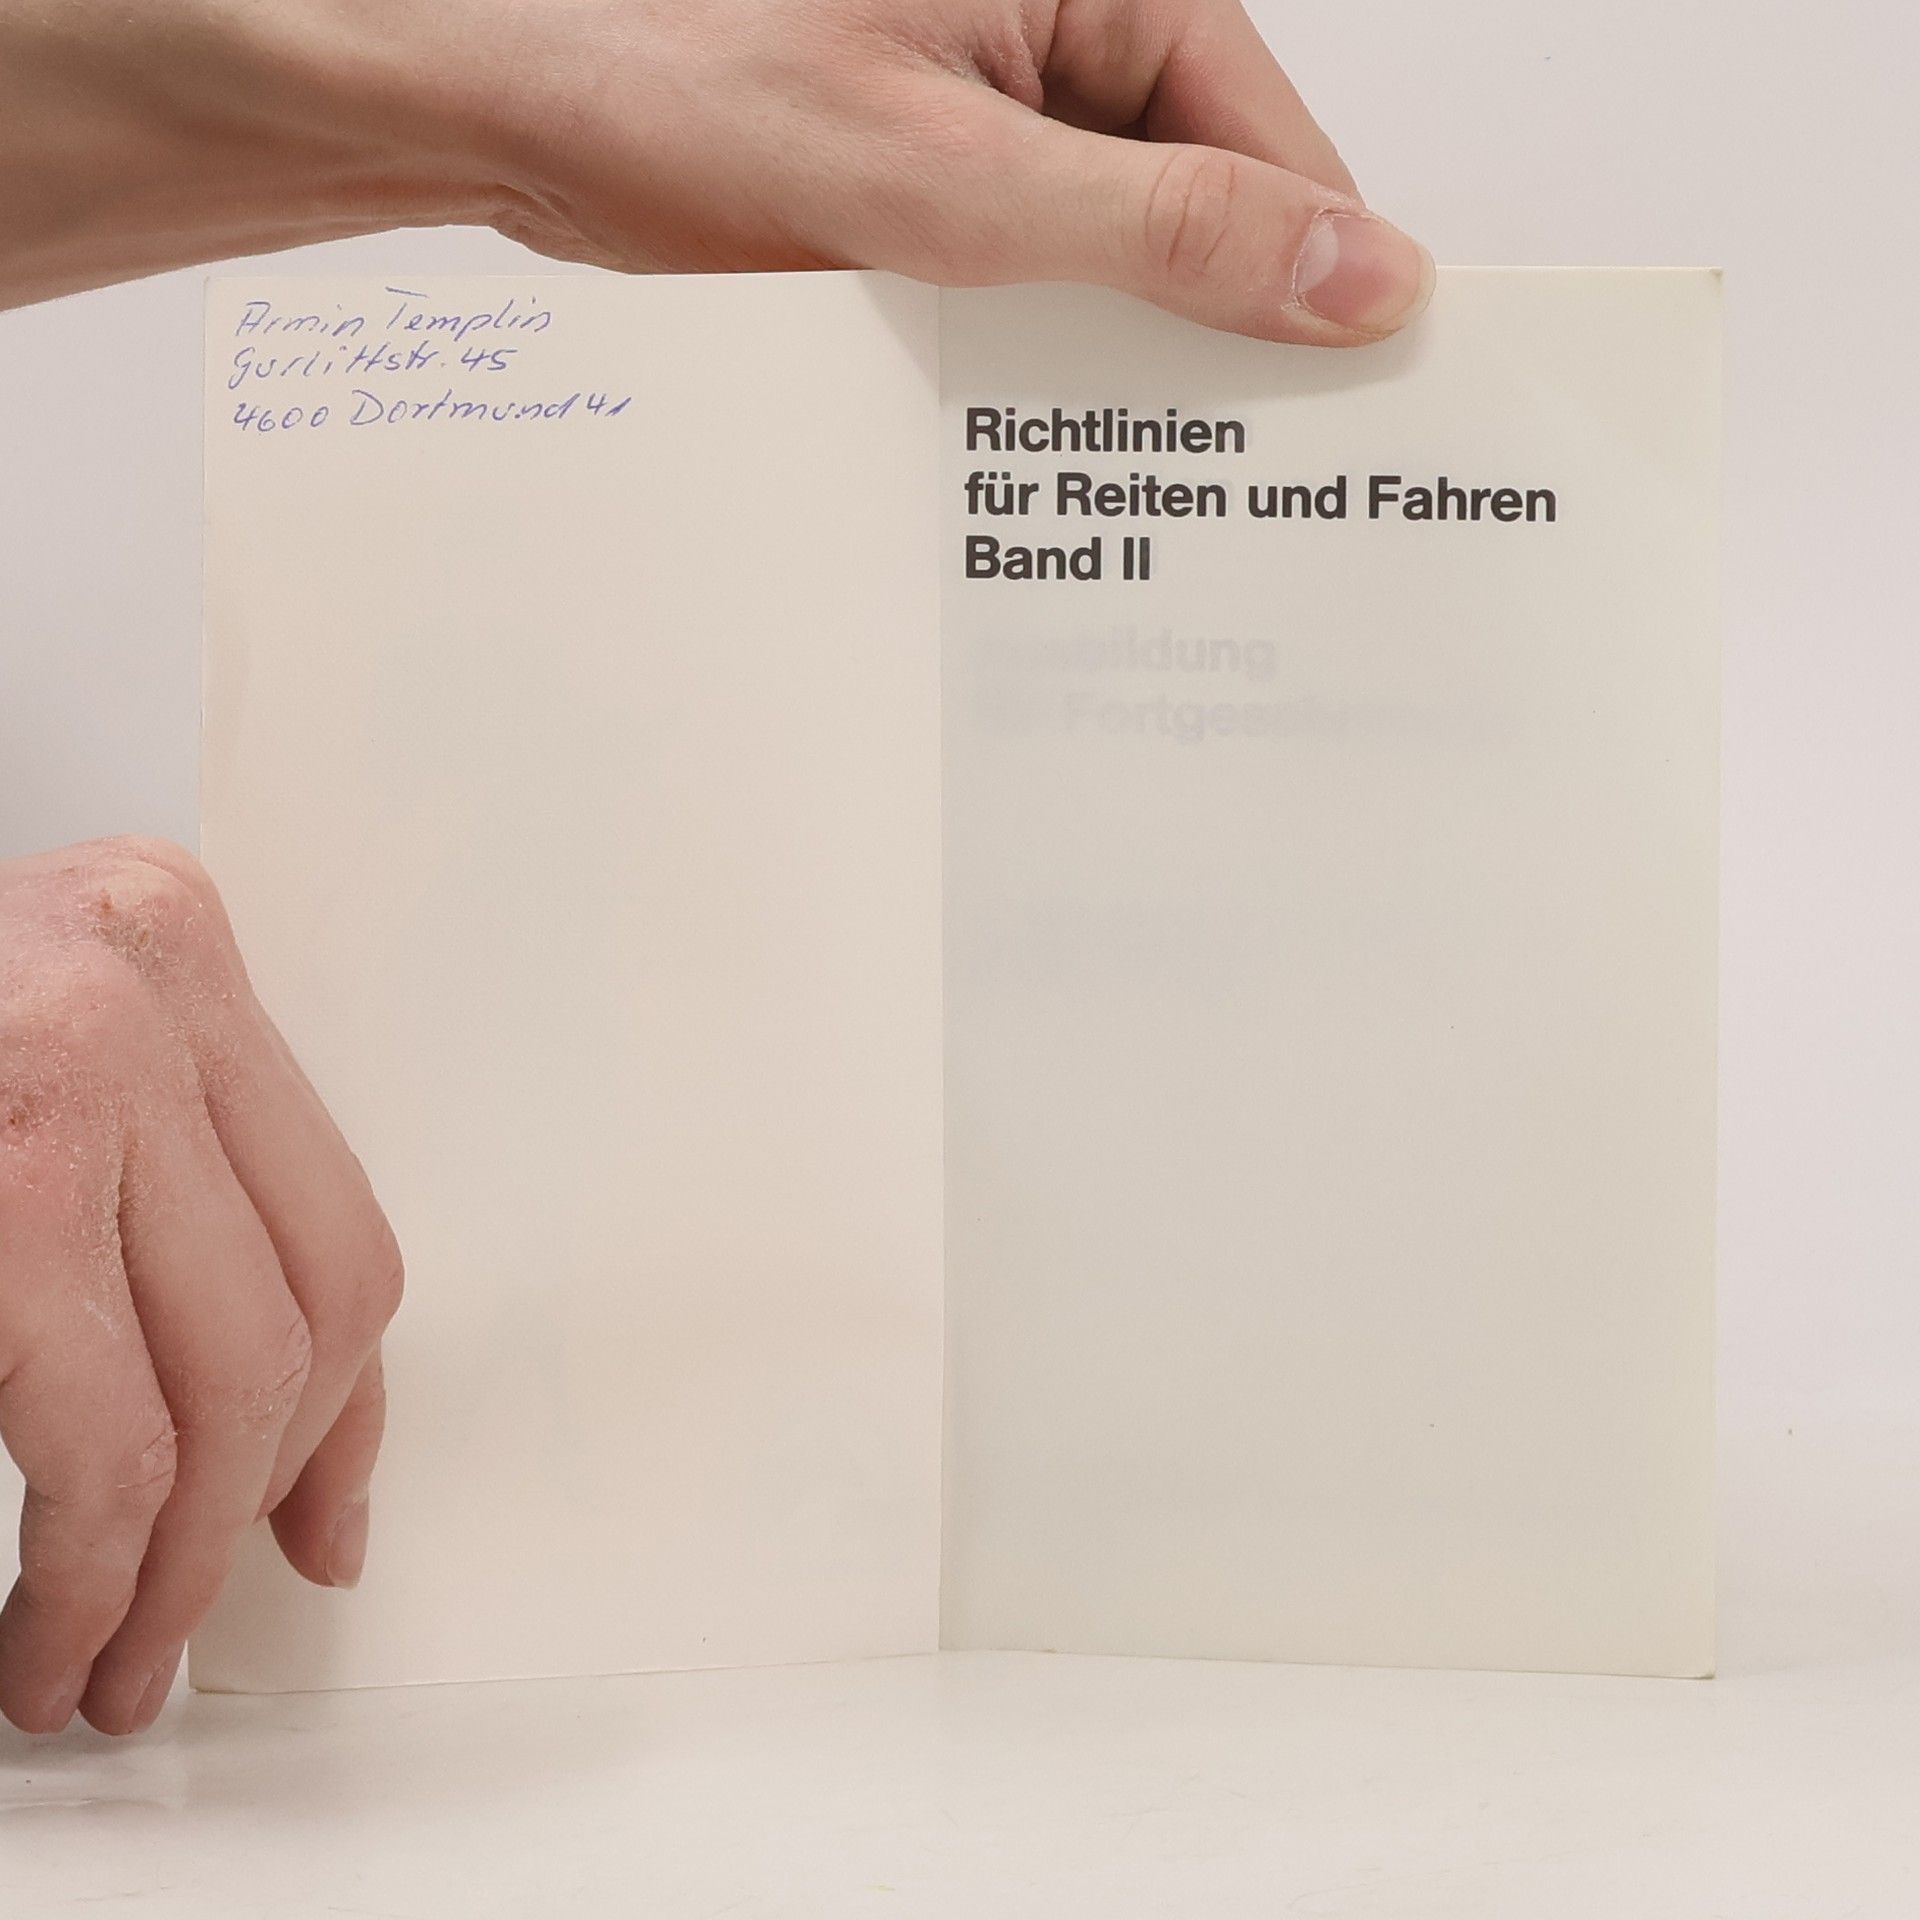 Armin Templin
Gurlittstr. 45
4600 Dortmund 41
Richtlinien
für Reiten und Fahren
Band II